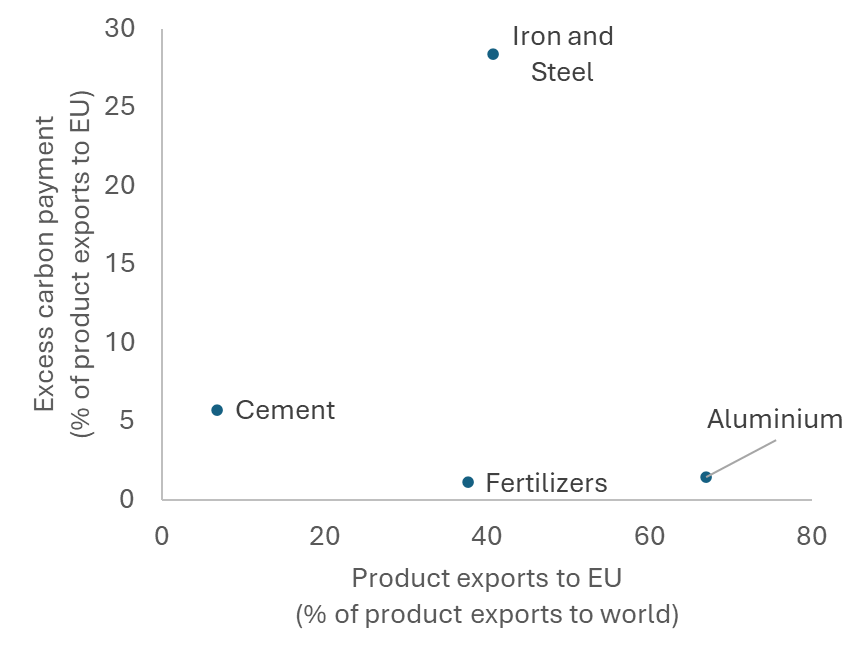 30
25
20
15
10
5
0
Excess carbon payment
(% of product exports to EU)
Iron and
Steel
Cement
Aluminium
Fertilizers
0 20 40 60 80
Product exports to EU
(% of product exports to world)